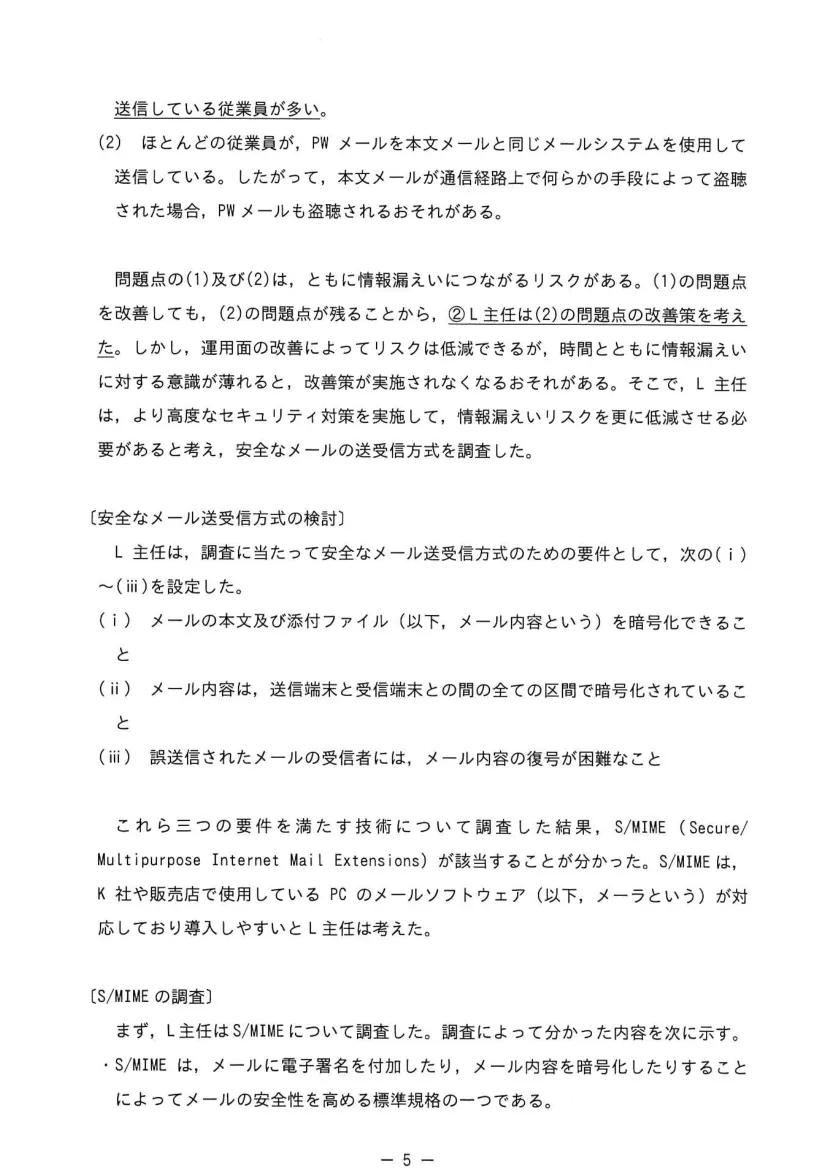 送信している従業員が多い。
(2) ほとんどの従業員が，PW メールを本文メールと同じメールシステムを使用して
送信している。したがって，本文メールが通信経路上で何らかの手段によって盗聴
された場合，PW メールも盗聴されるおそれがある。
問題点の(1)及び(2)は，ともに情報漏えいにつながるリスクがある。(1)の問題点
を改善しても，(2)の問題点が残ることから，②L 主任は(2)の問題点の改善策を考え
た。しかし，運用面の改善によってリスクは低減できるが，時間とともに情報漏えい
に対する意識が薄れると，改善策が実施されなくなるおそれがある。そこで，L 主任
は，より高度なセキュリティ対策を実施して，情報漏えいリスクを更に低減させる必
要があると考え，安全なメールの送受信方式を調査した。
〔安全なメール送受信方式の検討〕
L 主任は，調査に当たって安全なメール送受信方式のための要件として，次の(ⅰ)
～(ⅲ)を設定した。
(ⅰ) メールの本文及び添付ファイル（以下，メール内容という）を暗号化できるこ
と
(ⅱ) メール内容は，送信端末と受信端末との間の全ての区間で暗号化されているこ
と
(ⅲ) 誤送信されたメールの受信者には，メール内容の復号が困難なこと
これら三つの要件を満たす技術について調査した結果，S/MIME（Secure/
Multipurpose Internet Mail Extensions）が該当することが分かった。S/MIME は，
K 社や販売店で使用している PC のメールソフトウェア（以下，メーラという）が対
応しており導入しやすいと L 主任は考えた。
〔S/MIME の調査〕
まず，L 主任は S/MIME について調査した。調査によって分かった内容を次に示す。
・S/MIME は，メールに電子署名を付加したり，メール内容を暗号化したりすること
によってメールの安全性を高める標準規格の一つである。
－ 5 －